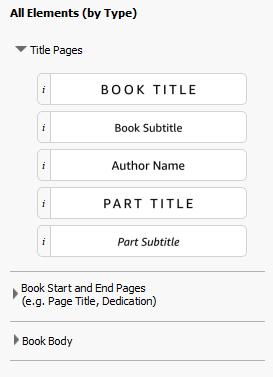 All Elements (by Type)
Title Pages
i BOOK TITLE
i Book Subtitle
i Author Name
i PART TITLE
i Part Subtitle
Book Start and End Pages
(e.g. Page Title, Dedication)
Book Body